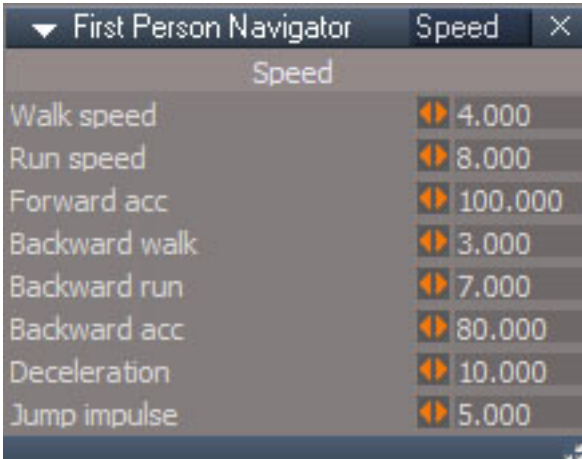 First Person Navigator Speed ×
Speed
Walk speed 4.000
Run speed 8.000
Forward acc 100.000
Backward walk 3.000
Backward run 7.000
Backward acc 80.000
Deceleration 10.000
Jump impulse 5.000